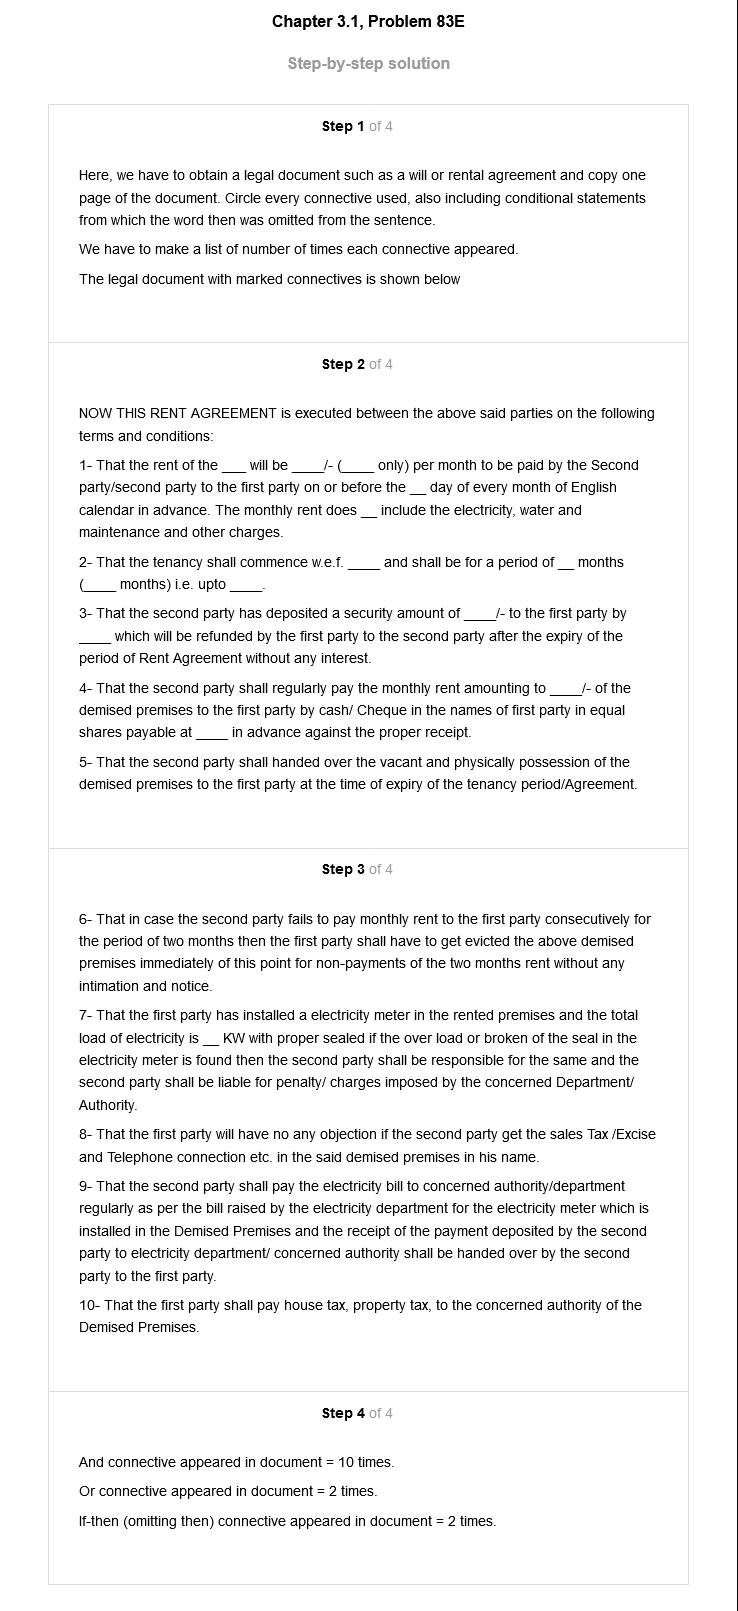 Chapter 3.1, Problem 83E
Step-by-step solution
Step 1 of 4
Here, we have to obtain a legal document such as a will or rental agreement and copy one
page of the document. Circle every connective used, also including conditional statements
from which the word then was omitted from the sentence.
We have to make a list of number of times each connective appeared.
The legal document with marked connectives is shown below
Step 2 of 4
NOW THIS RENT AGREEMENT is executed between the above said parties on the following
terms and conditions:
1- That the rent of the ___ will be ____/- (____ only) per month to be paid by the Second
party/second party to the first party on or before the __ day of every month of English
calendar in advance. The monthly rent does __ include the electricity, water and
maintenance and other charges.
2- That the tenancy shall commence w.e.f. ____ and shall be for a period of __ months
(____ months) i.e. upto ____.
3- That the second party has deposited a security amount of ____/- to the first party by
____ which will be refunded by the first party to the second party after the expiry of the
period of Rent Agreement without any interest.
4- That the second party shall regularly pay the monthly rent amounting to ____/- of the
demised premises to the first party by cash/ Cheque in the names of first party in equal
shares payable at ____ in advance against the proper receipt.
5- That the second party shall handed over the vacant and physically possession of the
demised premises to the first party at the time of expiry of the tenancy period/Agreement.
Step 3 of 4
6- That in case the second party fails to pay monthly rent to the first party consecutively for
the period of two months then the first party shall have to get evicted the above demised
premises immediately of this point for non-payments of the two months rent without any
intimation and notice.
7- That the first party has installed a electricity meter in the rented premises and the total
load of electricity is __ KW with proper sealed if the over load or broken of the seal in the
electricity meter is found then the second party shall be responsible for the same and the
second party shall be liable for penalty/ charges imposed by the concerned Department/
Authority.
8- That the first party will have no any objection if the second party get the sales Tax /Excise
and Telephone connection etc. in the said demised premises in his name.
9- That the second party shall pay the electricity bill to concerned authority/department
regularly as per the bill raised by the electricity department for the electricity meter which is
installed in the Demised Premises and the receipt of the payment deposited by the second
party to electricity department/ concerned authority shall be handed over by the second
party to the first party.
10- That the first party shall pay house tax, property tax, to the concerned authority of the
Demised Premises.
Step 4 of 4
And connective appeared in document = 10 times.
Or connective appeared in document = 2 times.
If-then (omitting then) connective appeared in document = 2 times.